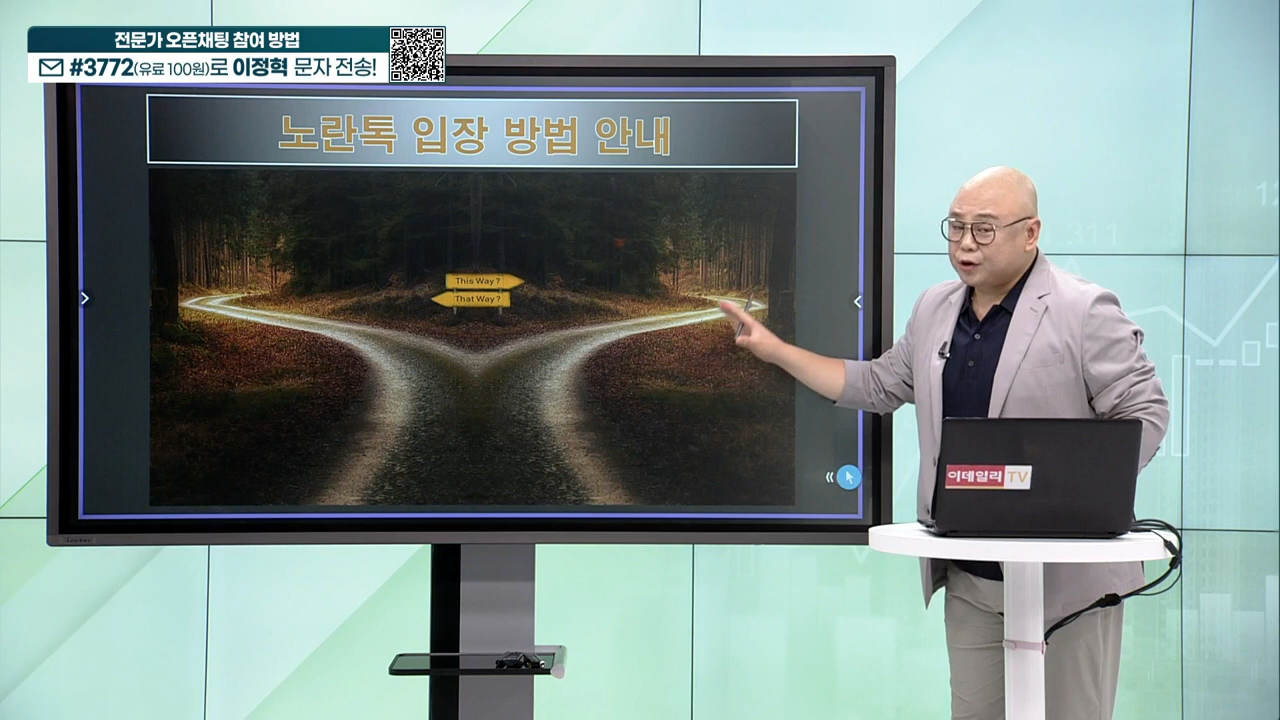 전문가 오픈채팅 참여 방법
#3772(유료 100원)로 이정혁 문자 전송!
노란톡 입장 방법 안내
This Way ?
That Way ?
이데일리 TV
311